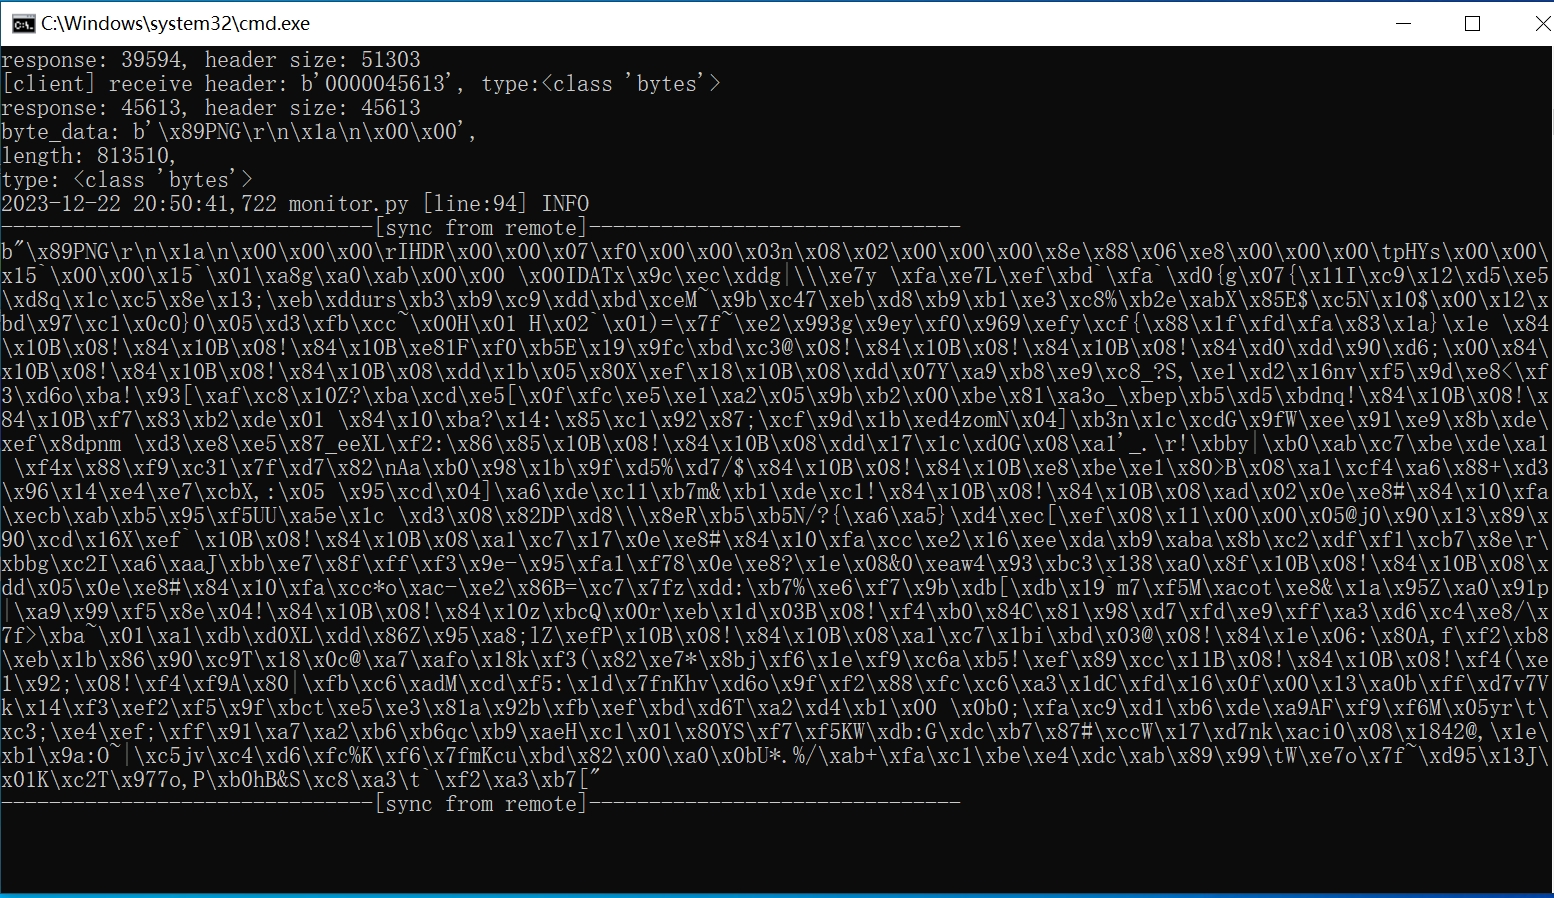 C:\Windows\system32\cmd.exe
response: 39594, header size: 51303
[client] receive header: b'0000045613', type:<class 'bytes'>
response: 45613, header size: 45613
byte_data: b'\x89PNG\r\n\x1a\n\x00\x00',
length: 813510,
type: <class 'bytes'>
2023-12-22 20:50:41,722 monitor.py [line:94] INFO
-------------------------------[sync from remote]-------------------------------
b"\x89PNG\r\n\x1a\n\x00\x00\x00\rIHDR\x00\x00\x07\xf0\x00\x00\x03n\x08\x02\x00\x00\x00\x8e\x88\x06\xe8\x00\x00\x00\tpHYs\x00\x00\
x15`\x00\x00\x15`\x01\xa8g\xa0\xab\x00\x00 \x00IDATx\x9c\xec\xddg|\\\xe7y \xfa\xe7L\xef\xbd`\xfa`\xd0{g\x07{\x11I\xc9\x12\xd5\xe5
\xd8q\x1c\xc5\x8e\x13;\xeb\xddurs\xb3\xb9\xc9\xdd\xbd\xceM~\x9b\xc47\xeb\xd8\xb9\xb1\xe3\xc8%\xb2e\xabX\x85E$\xc5N\x10$\x00\x12\x
bd\x97\xc1\x0c0}0\x05\xd3\xfb\xcc~\x00H\x01 H\x02`\x01)=\x7f~\xe2\x993g\x9ey\xf0\x969\xefy\xcf{\x88\x1f\xfd\xfa\x83\x1a}\x1e \x84
\x10B\x08!\x84\x10B\x08!\x84\x10B\xe81F\xf0\xb5E\x19\x9fc\xbd\xc3@\x08!\x84\x10B\x08!\x84\x10B\x08!\x84\xd0\xdd\x90\xd6;\x00\x84\
x10B\x08!\x84\x10B\x08!\x84\x10B\x08\xdd\x1b\x05\x80X\xef\x18\x10B\x08\xdd\x07Y\xa9\xb8\xe9\xc8_?S,\xe1\xd2\x16nv\xf5\x9d\xe8<\xf
3\xd6o\xba!\x93[\xaf\xc8\x10Z?\xba\xcd\xe5[\x0f\xfc\xe5\xe1\xa2\x05\x9b\xb2\x00\xbe\x81\xa3o_\xbep\xb5\xd5\xbdnq!\x84\x10B\x08!\x
84\x10B\xf7\x83\xb2\xde\x01 \x84\x10\xba?\x14:\x85\xc1\x92\x87;\xcf\x9d\x1b\xed4zomN\x04]\xb3n\x1c\xcdG\x9fW\xee\x91\xe9\x8b\xde\
xef\x8dpnm \xd3\xe8\xe5\x87_eeXL\xf2:\x86\x85\x10B\x08!\x84\x10B\x08\xdd\x17\x1c\xd0G\x08\xa1'_.\r!\xbby|\xb0\xab\xc7\xbe\xde\xa1
 \xf4x\x88\xf9\xc31\x7f\xd7\x82\nAa\xb0\x98\x1b\x9f\xd5%\xd7/$\x84\x10B\x08!\x84\x10B\xe8\xbe\xe1\x80>B\x08\xa1\xcf4\xa6\x88+\xd3
\x96\x14\xe4\xe7\xcbX,:\x05 \x95\xcd\x04]\xa6\xde\xc11\xb7m&\xb1\xde\xc1!\x84\x10B\x08!\x84\x10B\x08\xad\x02\x0e\xe8#\x84\x10\xfa
\xecb\xab\xb5\x95\xf5UU\xa5e\x1c \xd3\x08\x82DP\xd8\\\x8eR\xb5\xb5N/?{\xa6\xa5}\xd4\xec[\xef\x08\x11\x00\x00\x05@j0\x90\x13\x89\x
90\xcd\x16X\xef`\x10B\x08!\x84\x10B\x08\xa1\xc7\x17\x0e\xe8#\x84\x10\xfa\xcc\xe2\x16\xee\xda\xb9\xaba\x8b\xc2\xdf\xf1\xcb7\x8e\r\
xbbg\xc2I\xa6\xaaJ\xbb\xe7\x8f\xff\xf3\x9e-\x95\xfa1\xf78\x0e\xe8?\x1e\x08&0\xeaw4\x93\xbc3\x138\xa0\x8f\x10B\x08!\x84\x10B\x08\x
dd\x05\x0e\xe8#\x84\x10\xfa\xcc*o\xac-\xe2\x86B=\xc7\x7fz\xdd:\xb7%\xe6\xf7\x9b\xdb[\xdb\x19`m7\xf5M\xacot\xe8&\x1a\x95Z\xa0\x91p
|\xa9\x99\xf5\x8e\x04!\x84\x10B\x08!\x84\x10z\xbcQ\x00r\xeb\x1d\x03B\x08!\xf4\xb0\x84C\x81\x98\xd7\xfd\xe9\xff\xa3\xd6\xc4\xe8/\x
7f>\xba~\x01\xa1\xdb\xd0XL\xdd\x86Z\x95\xa8;1Z\xefP\x10B\x08!\x84\x10B\x08\xa1\xc7\x1bi\xbd\x03@\x08!\x84\x1e\x06:\x80A,f\xf2\xb8
\xeb\x1b\x86\x90\xc9T\x18\x0c@\xa7\xafo\x18k\xf3(\x82\xe7*\x8bj\xf6\x1e\xf9\xc6a\xb5!\xef\x89\xcc\x11B\x08!\x84\x10B\x08!\xf4(\xe
1\x92;\x08!\xf4\xf9A\x80|\xfb\xc6\xadM\xcd\xf5:\x1d\x7fnKhv\xd6o\x9f\xf2\x88\xfc\xc6\xa3\x1dC\xfd\x16\x0f\x00\x13\xa0b\xff\xd7v7V
k\x14\xf3\xef2\xf5\x9f\xbct\xe5\xe3\x81a\x92b\xfb\xef\xbd\xd6T\xa2\xd4\xb1\x00 \x0b0;\xfa\xc9\xd1\xb6\xde\xa9AF\xf9\xf6M\x05yr\t\
xc3;\xe4\xef;\xff\x91\xa7\xa2\xb6\xb6qc\xb9\xaeH\xc1\x01\x80YS\xf7\xf5KW\xdb:G\xdc\xb7\x87#\xccW\x17\xd7nk\xaci0\x08\x1842@,\x1e\
xb1\x9a:O~|\xc5jv\xc4\xd6\xfc%K\xf6\x7fmKcu\xbd\x82\x00\xa0\x0bU*.%/\xab+\xfa\xc1\xbe\xe4\xdc\xab\x89\x99\tW\xe7o\x7f~\xd95\x13J\
x01K\xc2T\x977o,P\xb0hB&S\xc8\xa3\t`\xf2\xa3\xb7["
-------------------------------[sync from remote]-------------------------------